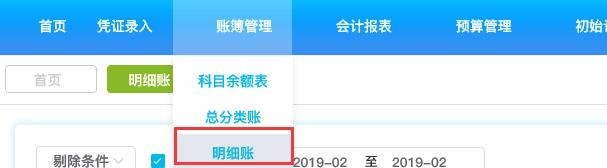 首页 凭证录入 账簿管理 会计报表 预算管理 初始
首页 明细账
科目余额表
总分类账
明细账
剔除条件 2019-02 至 2019-02